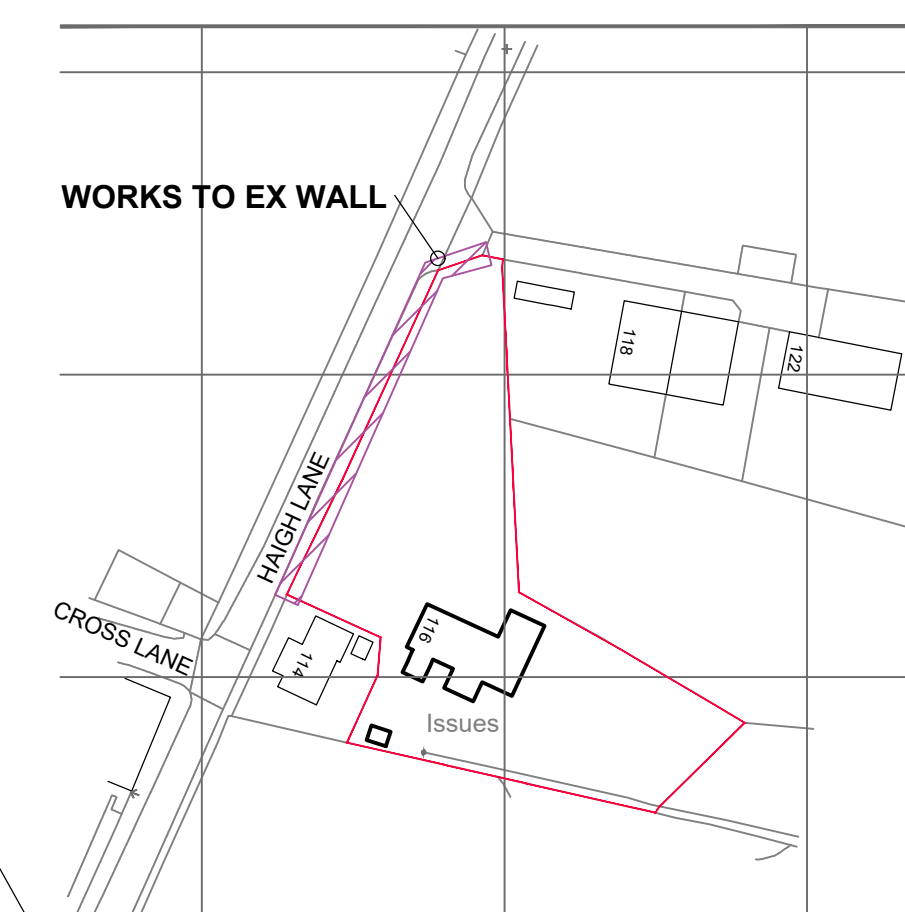 WORKS TO EX WALL
118
122
HAIGH LANE
CROSS LANE
116
114
Issues